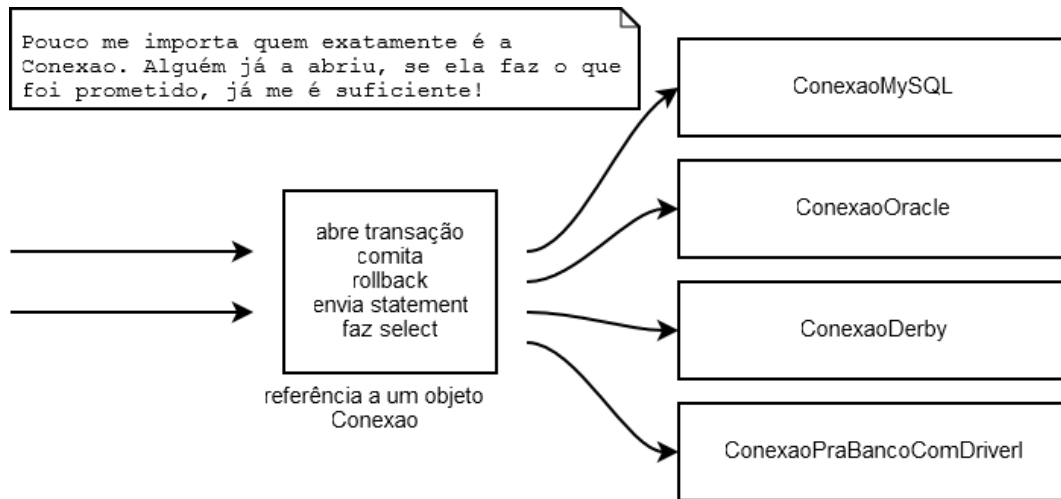 Pouco me importa quem exatamente é a
Conexao. Alguém já a abriu, se ela faz o que
foi prometido, já me é suficiente!
ConexaoMySQL
ConexaoOracle
abre transação
comita
rollback
envia statement
faz select
ConexaoDerby
referência a um objeto
Conexao
ConexaoPraBancoComDriverI